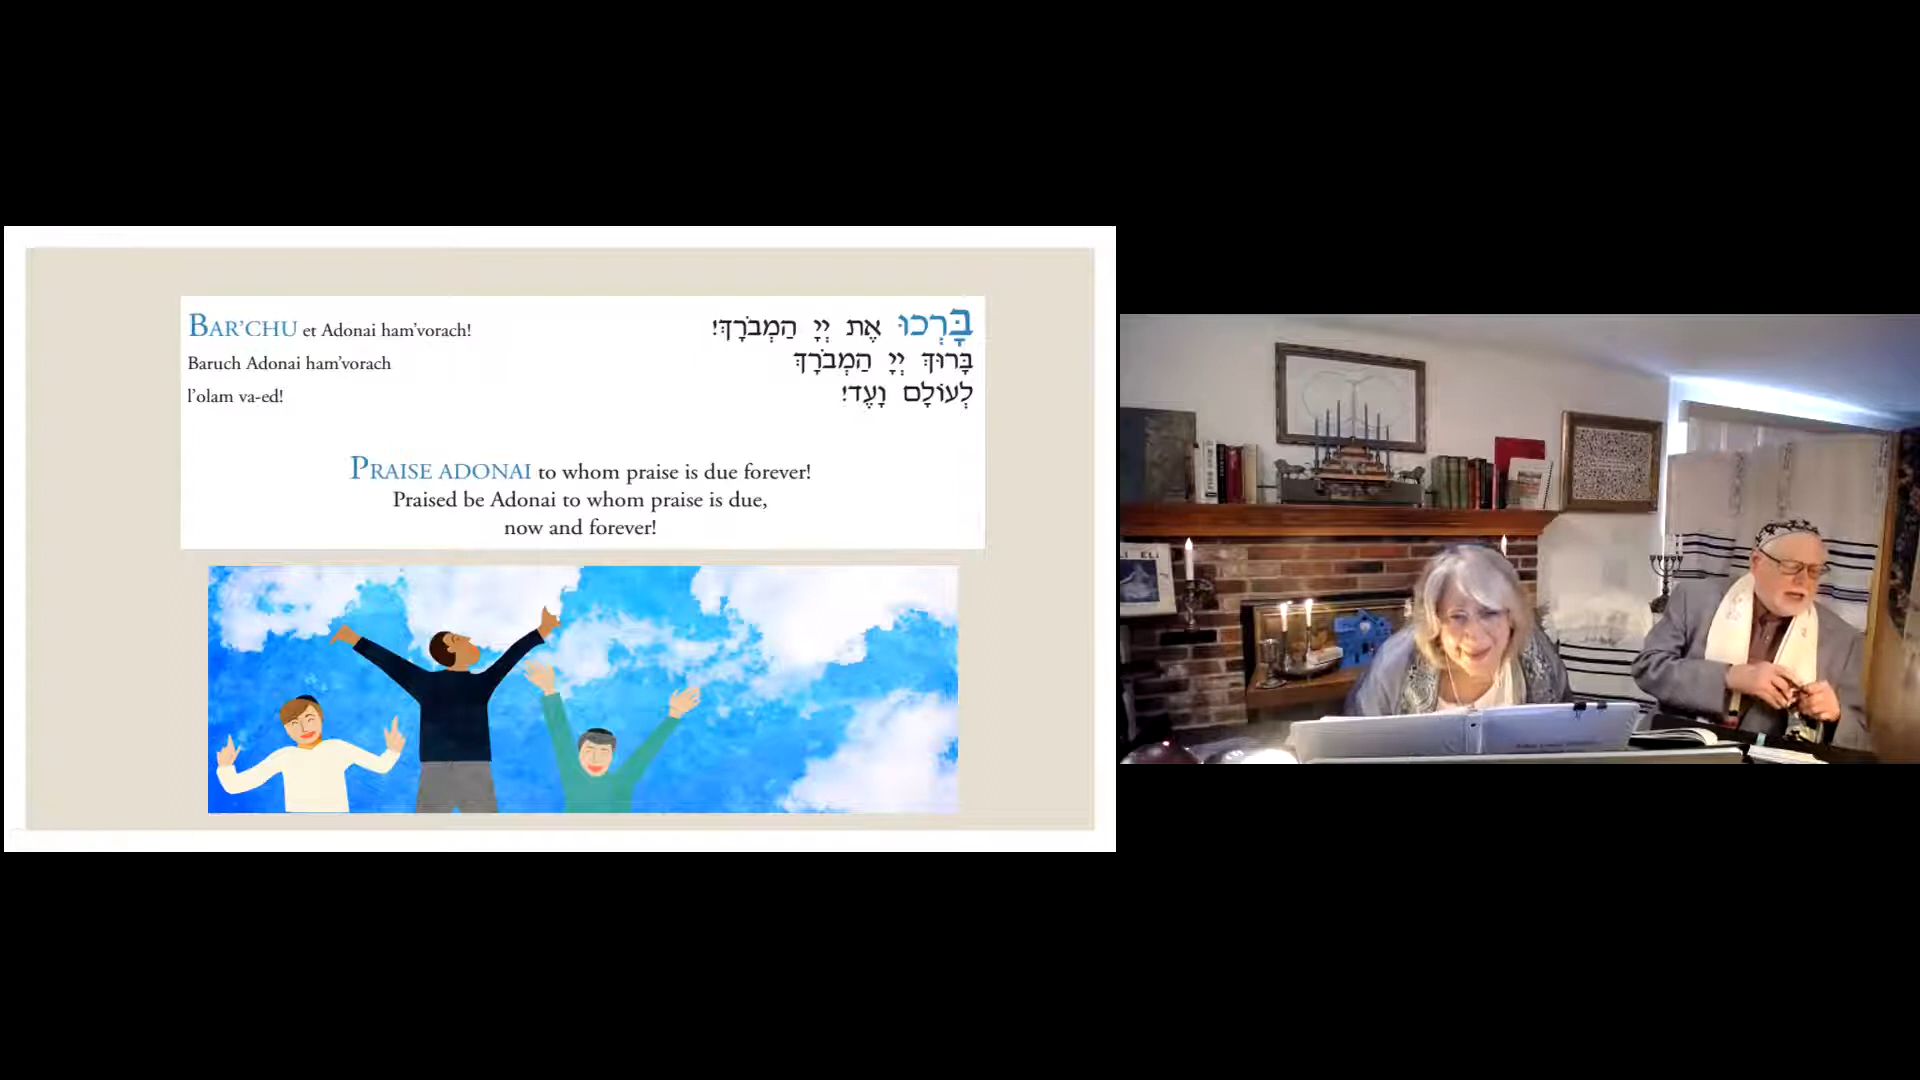 BAR'CHU et Adonai ham'vorach!
Baruch Adonai ham'vorach
l'olam va-ed!
בָּרְכוּ אֶת יְיָ הַמְבֹרָךְ!
בָּרוּךְ יְיָ הַמְבֹרָךְ
לְעוֹלָם וָעֶד!
PRAISE ADONAI to whom praise is due forever!
Praised be Adonai to whom praise is due,
now and forever!
ELI